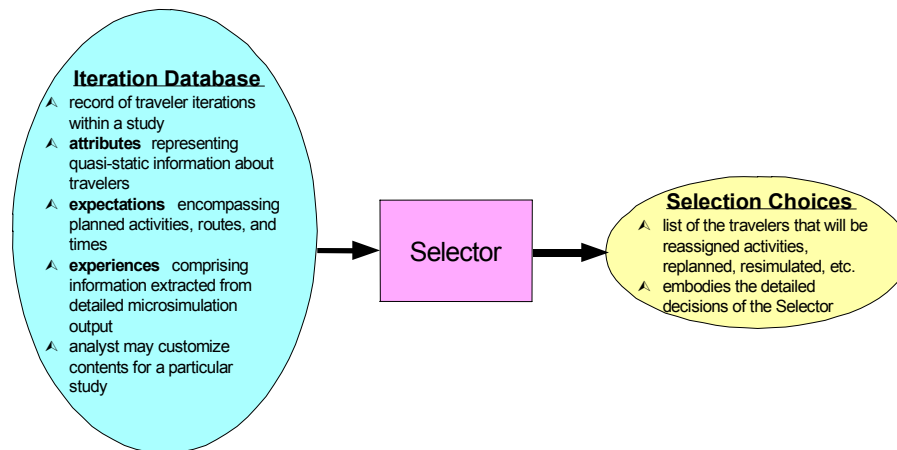 Iteration Database
record of traveler iterations
within a study
attributes representing
quasi-static information about
travelers
expectations encompassing
planned activities, routes, and
times
experiences comprising
information extracted from
detailed microsimulation
output
analyst may customize
contents for a particular
study
Selector
Selection Choices
list of the travelers that will be
reassigned activities,
replanned, resimulated, etc.
embodies the detailed
decisions of the Selector